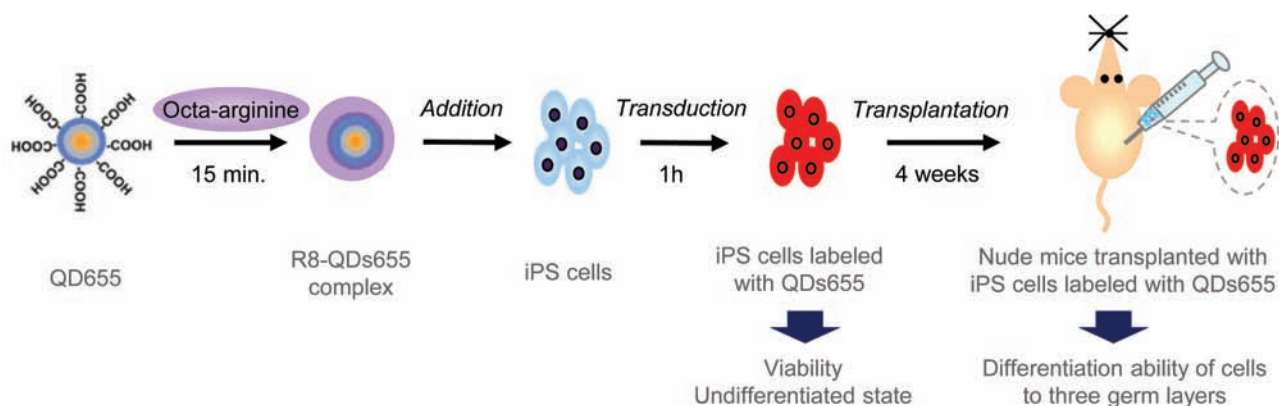 COOH
HOOC
COOH
HOOC
COOH
HOOC
COOH
COOH
Octa-arginine
15 min.
Addition
Transduction
1h
Transplantation
4 weeks
QD655
R8-QDs655
complex
iPS cells
iPS cells labeled
with QDs655
Nude mice transplanted with
iPS cells labeled with QDs655
Viability
Undifferentiated state
Differentiation ability of cells
to three germ layers